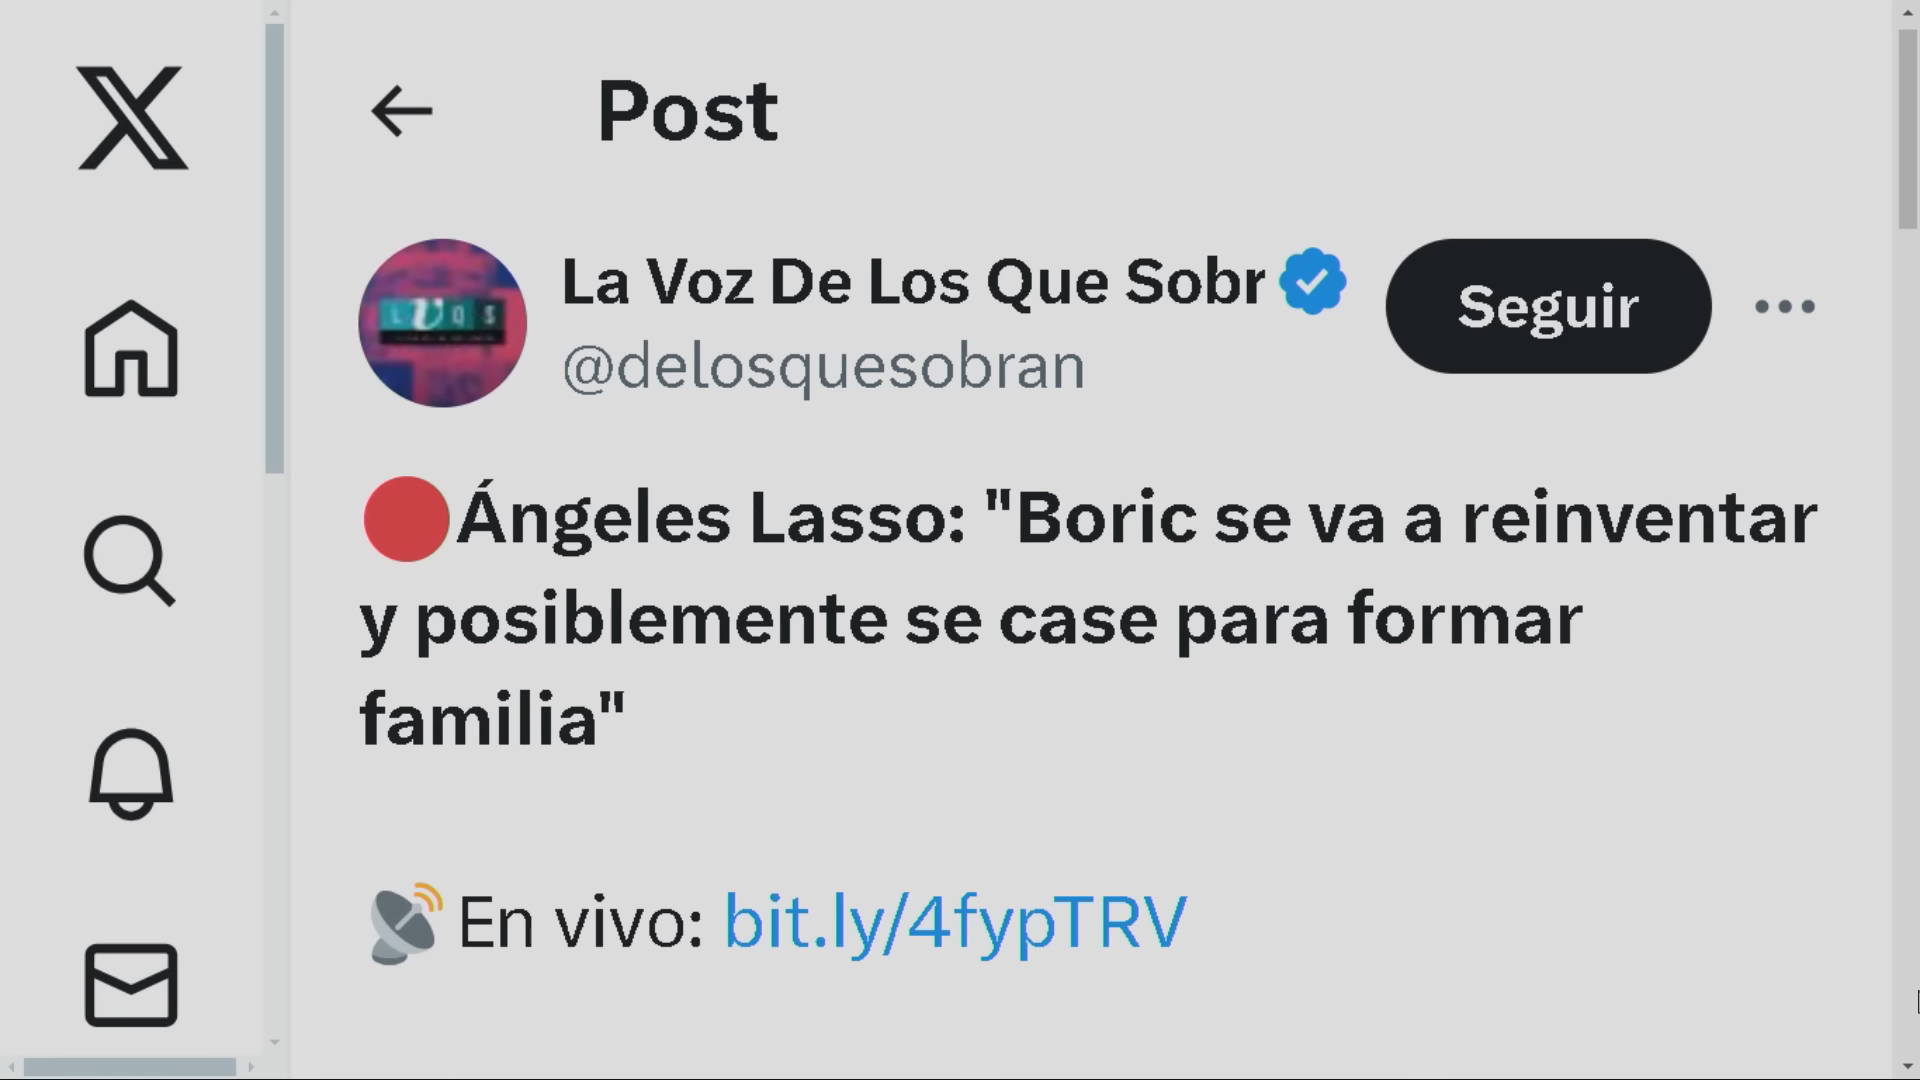 Post
La Voz De Los Que Sobr
@delosquesobran
Seguir
L V Q S
Ángeles Lasso: "Boric se va a reinventar
y posiblemente se case para formar
familia"
En vivo: bit.ly/4fypTRV